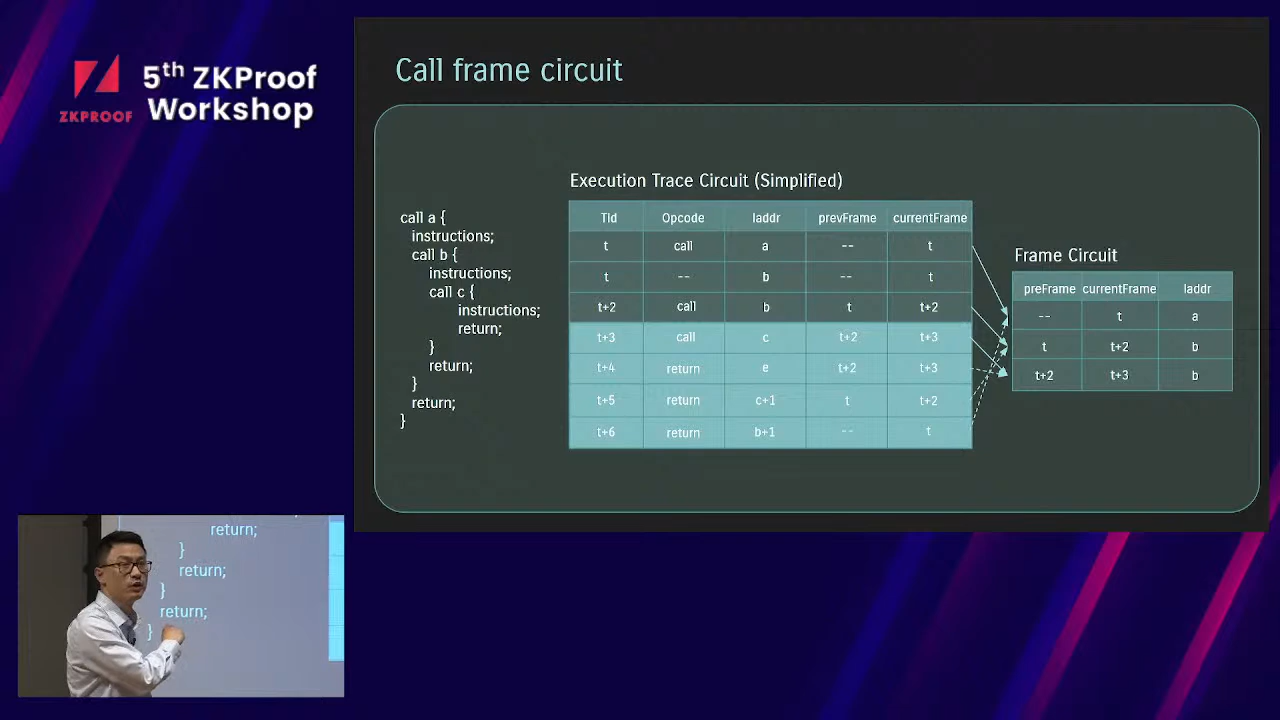 ZKPROOF
5th ZKProof
Workshop
Call frame circuit
call a {
instructions;
call b {
instructions;
call c {
instructions;
return;
}
return;
}
return;
}
Execution Trace Circuit (Simplified)
TId Opcode Iaddr prevFrame currentFrame
t call a -- t
t -- b -- t
t+2 call b t t+2
t+3 call c t+2 t+3
t+4 return e t+2 t+3
t+5 return c+1 t t+2
t+6 return b+1 -- t
Frame Circuit
preFrame currentFrame Iaddr
-- t a
t t+2 b
t+2 t+3 b
return;
}
return;
}
return;
}